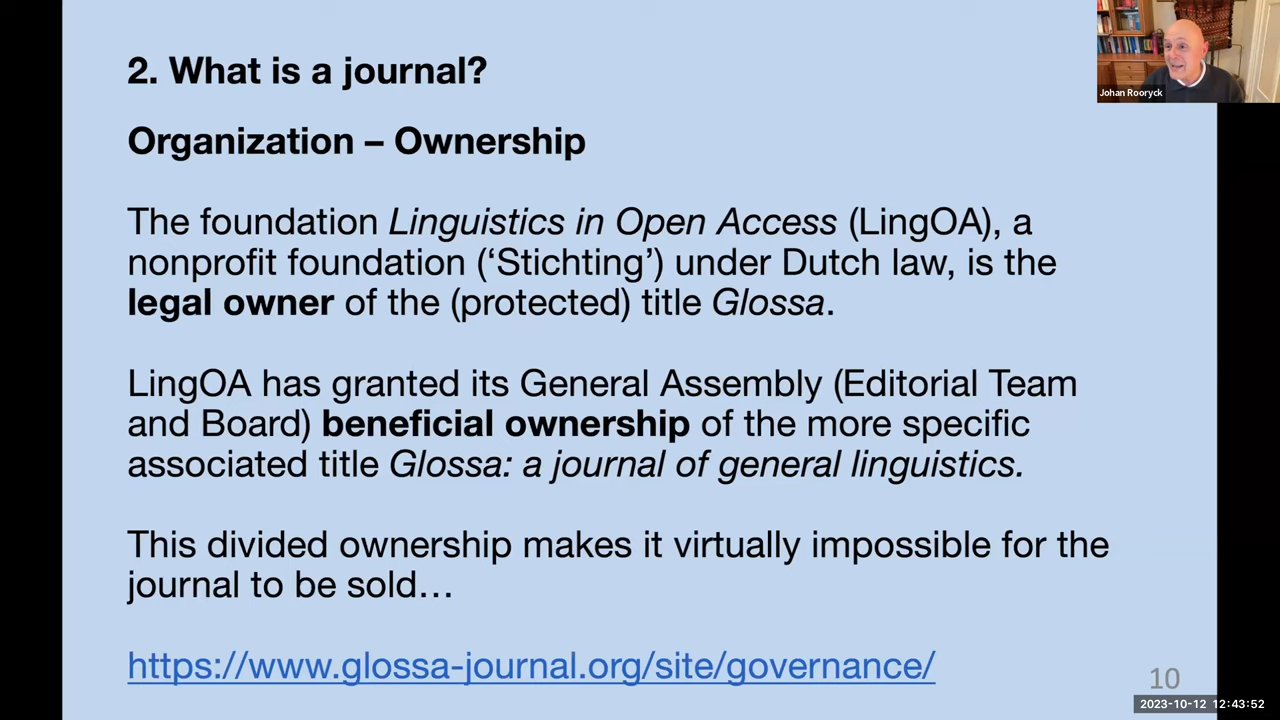 2. What is a journal?
Johan Rooryck
Organization – Ownership
The foundation Linguistics in Open Access (LingOA), a
nonprofit foundation (‘Stichting’) under Dutch law, is the
legal owner of the (protected) title Glossa.
LingOA has granted its General Assembly (Editorial Team
and Board) beneficial ownership of the more specific
associated title Glossa: a journal of general linguistics.
This divided ownership makes it virtually impossible for the
journal to be sold…
https://www.glossa-journal.org/site/governance/
10
2023-10-12 12:43:52